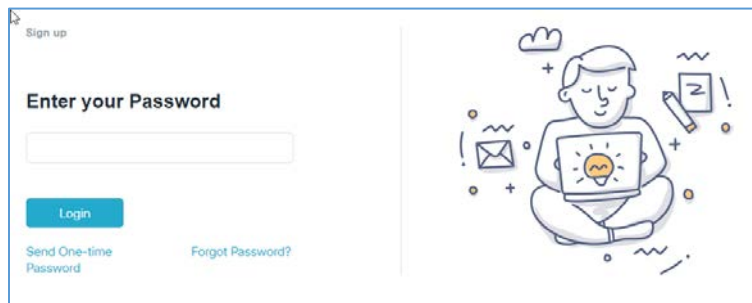 Sign up
Enter your Password
Login
Send One-time
Password
Forgot Password?